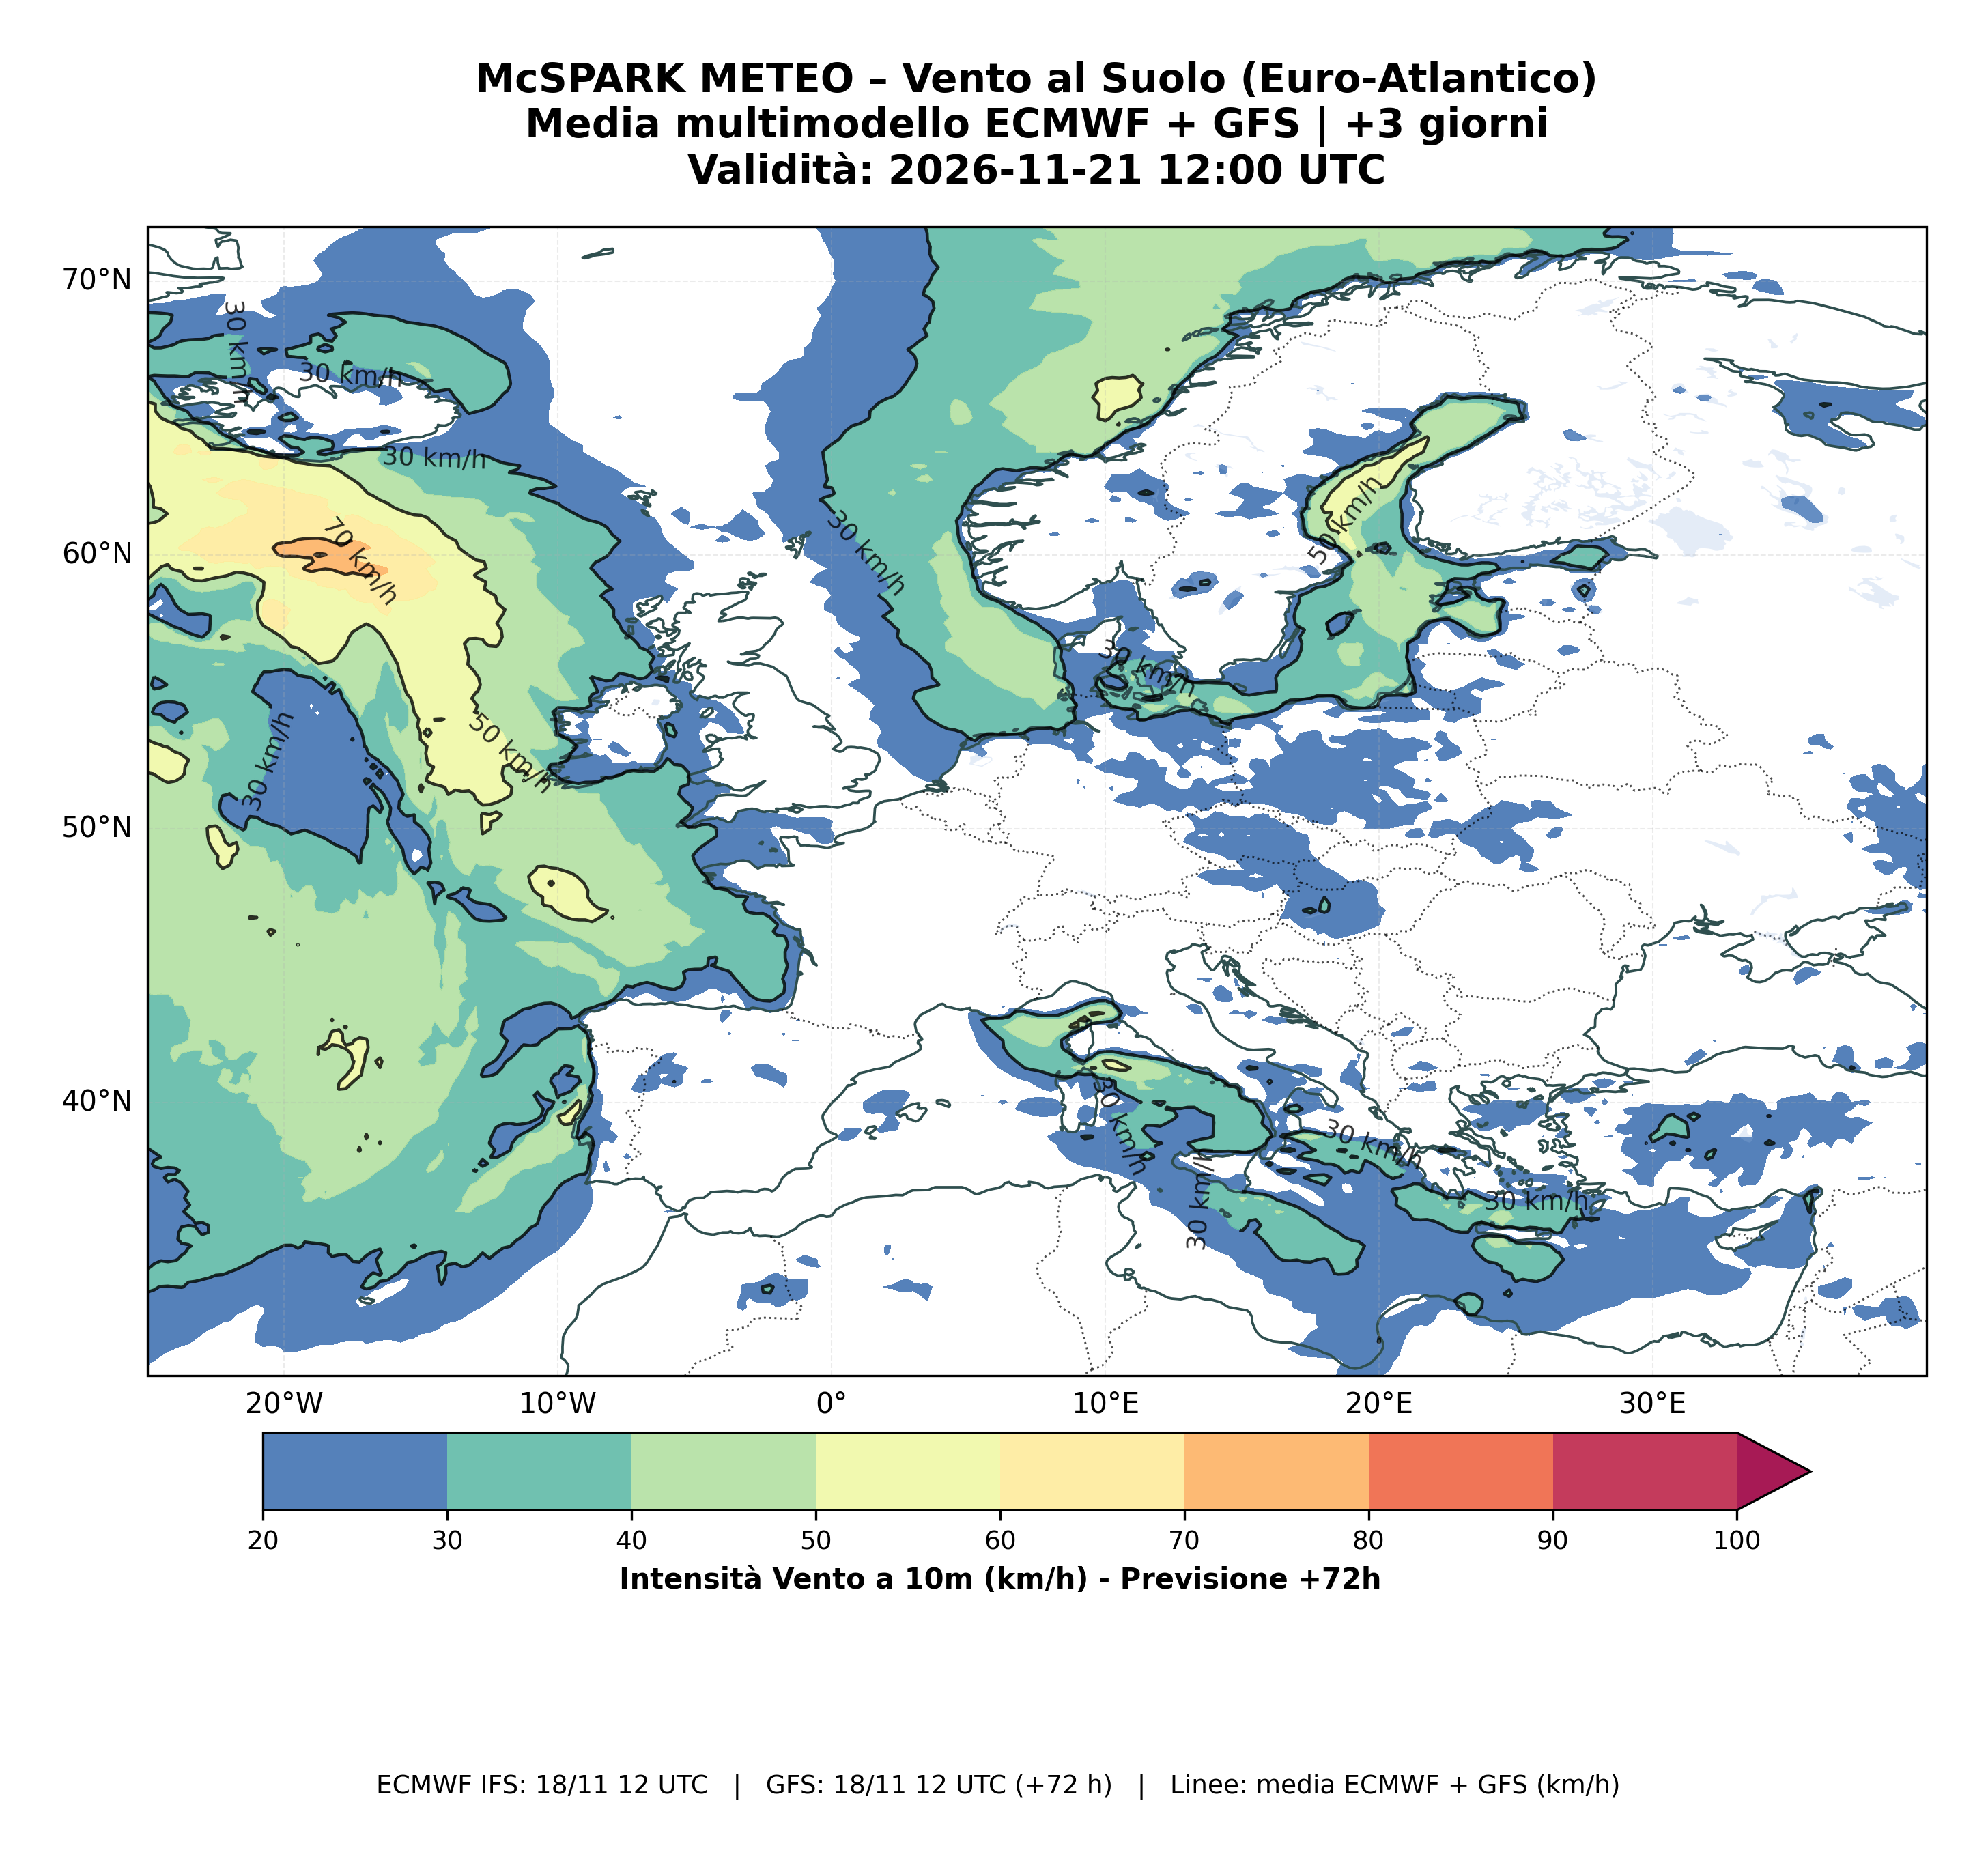 McSPARK METEO – Vento al Suolo (Euro-Atlantico)
Media multimodello ECMWF + GFS | +3 giorni
Validità: 2026-11-21 12:00 UTC
70°N
60°N
50°N
40°N
30 km/h
30 km/h
30 km/h
70 km/h
30 km/h
50 km/h
30 km/h
50 km/h
30 km/h
30 km/h
30 km/h
30 km/h
30 km/h
20°W
10°W
0°
10°E
20°E
30°E
20
30
40
50
60
70
80
90
100
Intensità Vento a 10m (km/h) - Previsione +72h
ECMWF IFS: 18/11 12 UTC | GFS: 18/11 12 UTC (+72 h) | Linee: media ECMWF + GFS (km/h)